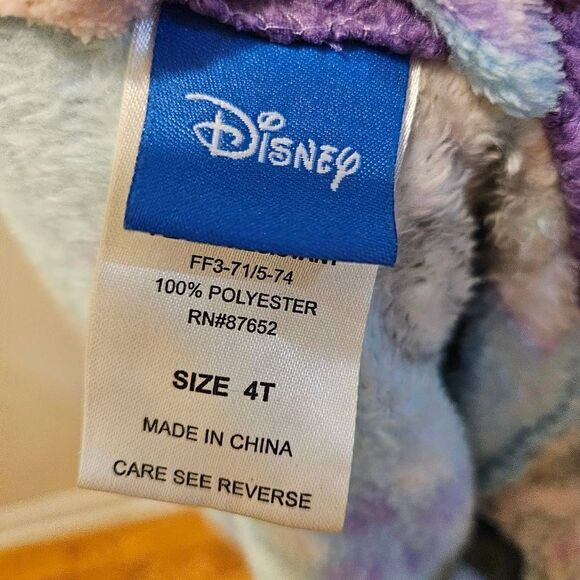 Disney
FF3-71/5-74
100% POLYESTER
RN#87652
SIZE 4T
MADE IN CHINA
CARE SEE REVERSE